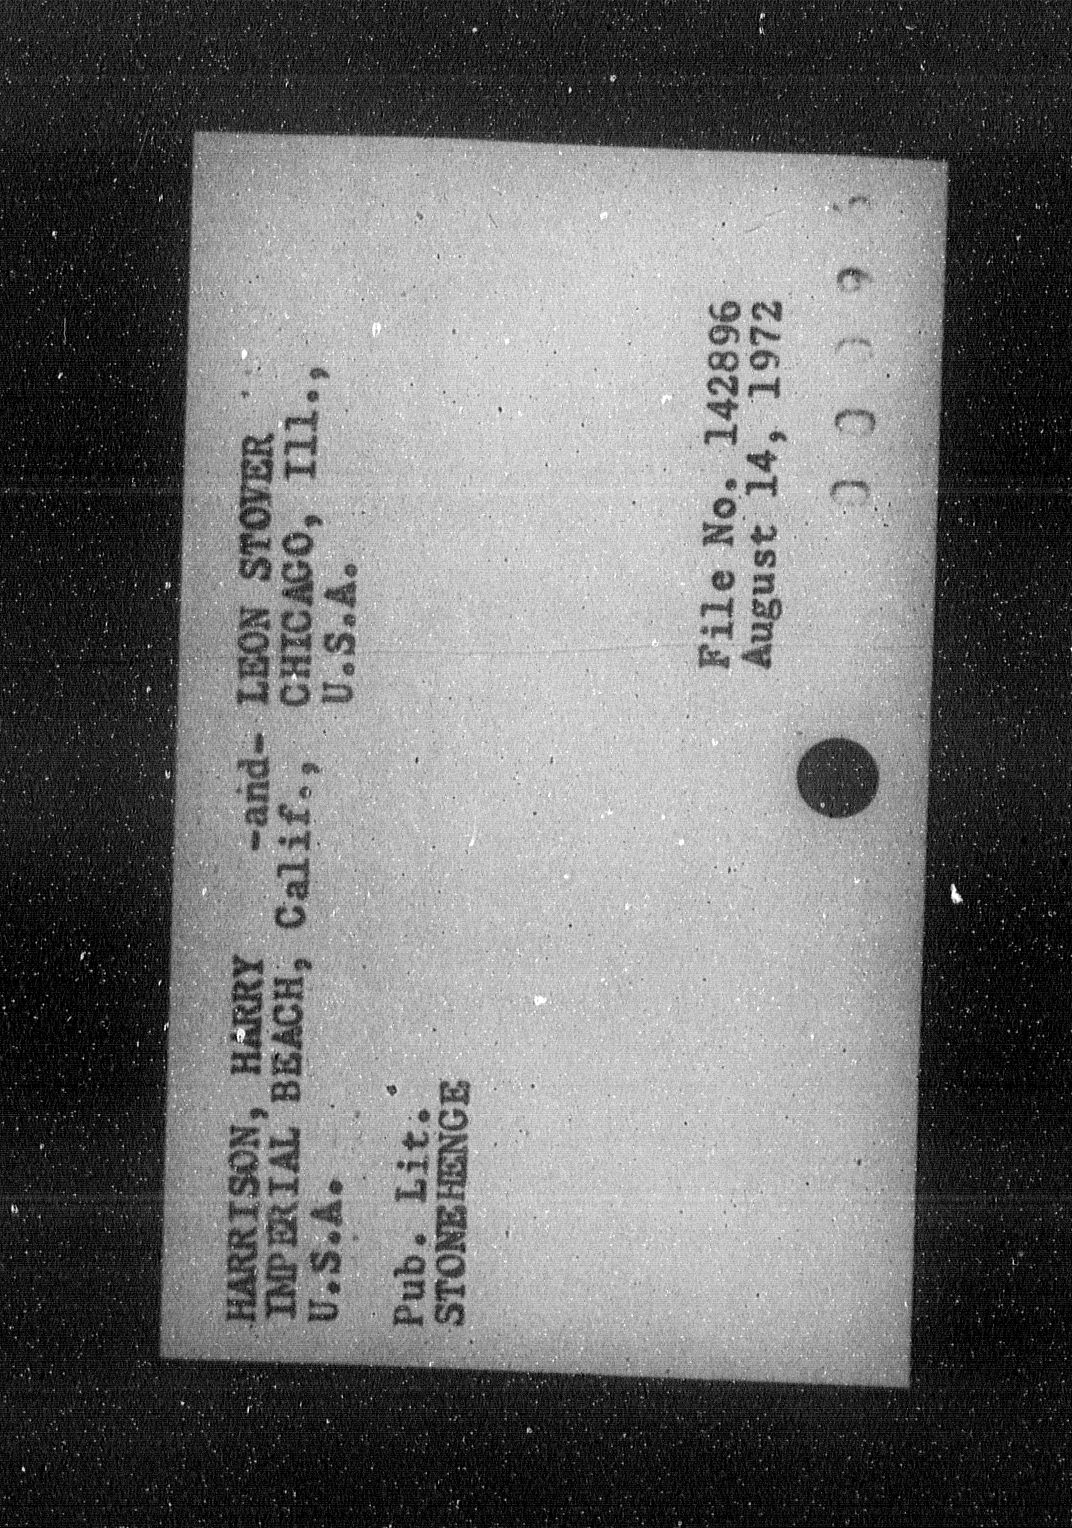 HARRISON, HARRY -and- LEON STOVER
IMPERIAL BEACH, Calif., CHICAGO, Ill.,
U.S.A. U.S.A.
Pub. Lit.
STONEHENGE
File No. 142896
August 14, 1972